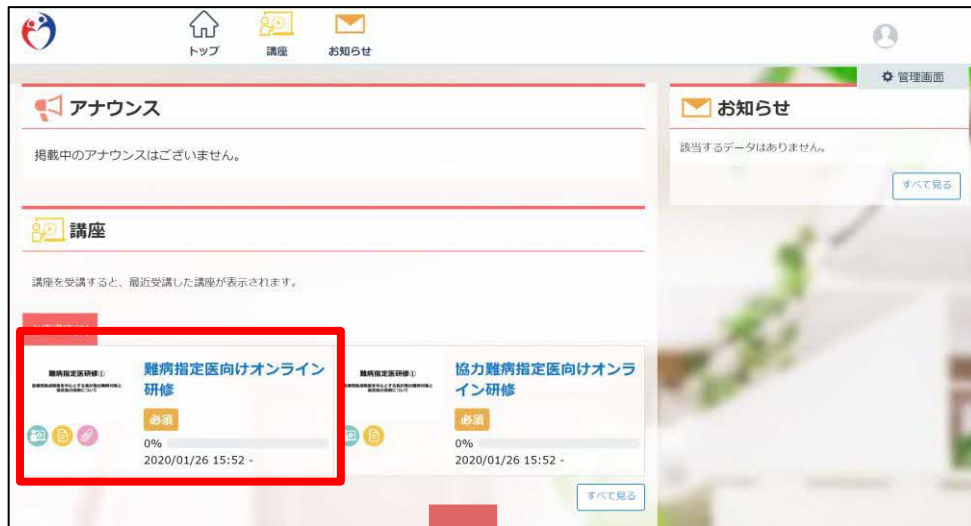 トップ
講座
お知らせ
管理画面
アナウンス
掲載中のアナウンスはございません。
お知らせ
該当するデータはありません。
すべて見る
講座
講座を受講すると、最近受講した講座が表示されます。
難病指定医研修①
難病指定医向けオンライン
研修
必須
0%
2020/01/26 15:52 -
難病指定医研修①
協力難病指定医向けオンラ
イン研修
必須
0%
2020/01/26 15:52 -
すべて見る